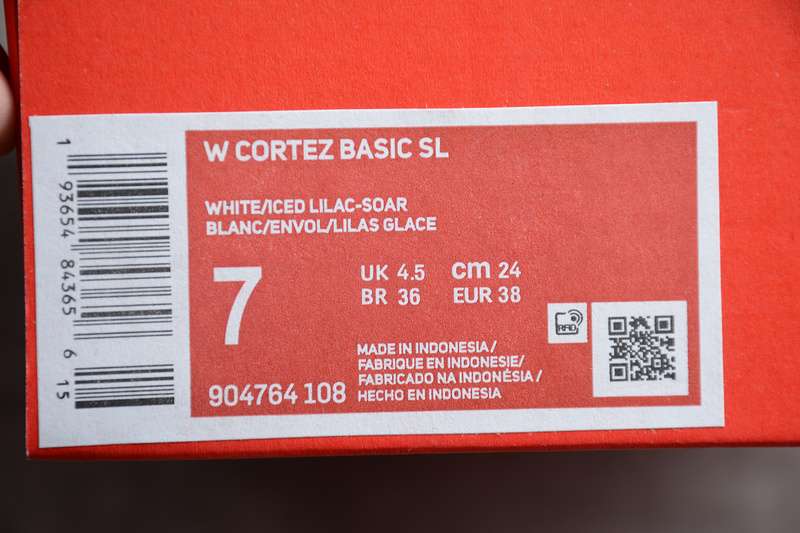 W CORTEZ BASIC SL
WHITE/ICED LILAC-SOAR
BLANC/ENVOL/LILAS GLACE
7
UK 4.5 cm 24
BR 36 EUR 38
RFID
MADE IN INDONESIA /
FABRIQUE EN INDONESIE/
FABRICADO NA INDONÉSIA /
HECHO EN INDONESIA
904764 108
1 93654 84365 6 15